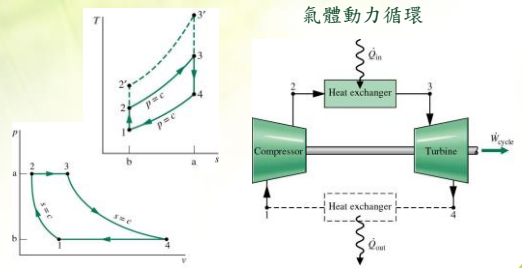 氣體動力循環
T
3'
3
2'
2
4
1
p = c
p = c
b
a
s
p
a
2
3
s = c
s = c
b
1
4
v
Q̇in
2
Heat exchanger
3
Compressor
Turbine
Ẇcycle
1
Heat exchanger
4
Q̇out